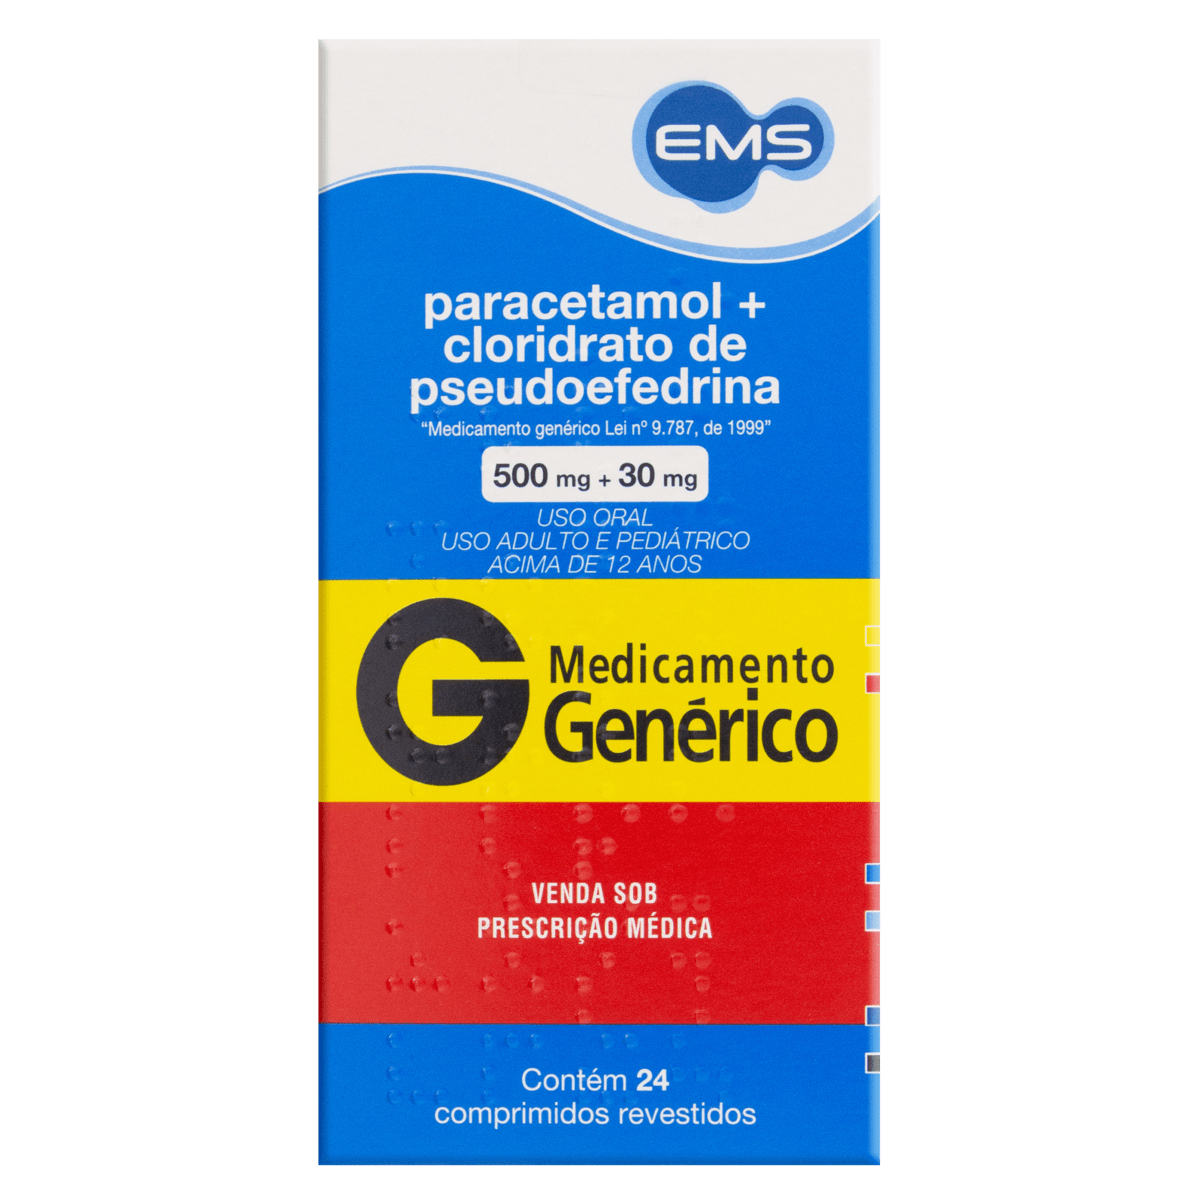 EMS
paracetamol +
cloridrato de
pseudoefedrina
“Medicamento genérico Lei nº 9.787, de 1999”
500 mg + 30 mg
USO ORAL
USO ADULTO E PEDIÁTRICO
ACIMA DE 12 ANOS
G
Medicamento
Genérico
VENDA SOB
PRESCRIÇÃO MÉDICA
Contém 24
comprimidos revestidos